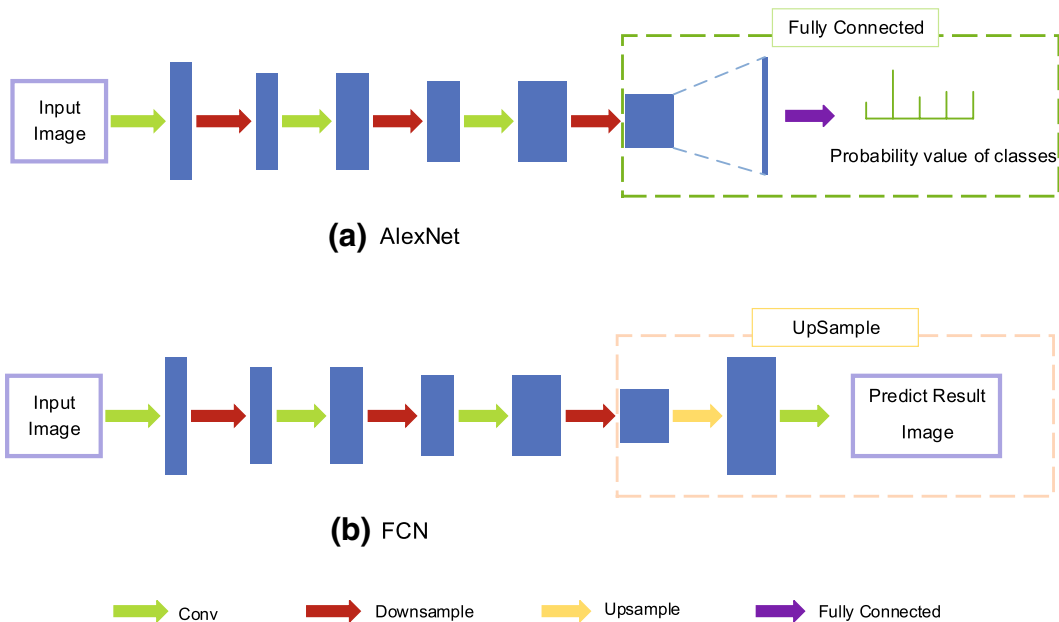 Fully Connected
Input
Image
Probability value of classes
(a) AlexNet
UpSample
Input
Image
Predict Result
Image
(b) FCN
Conv
Downsample
Upsample
Fully Connected